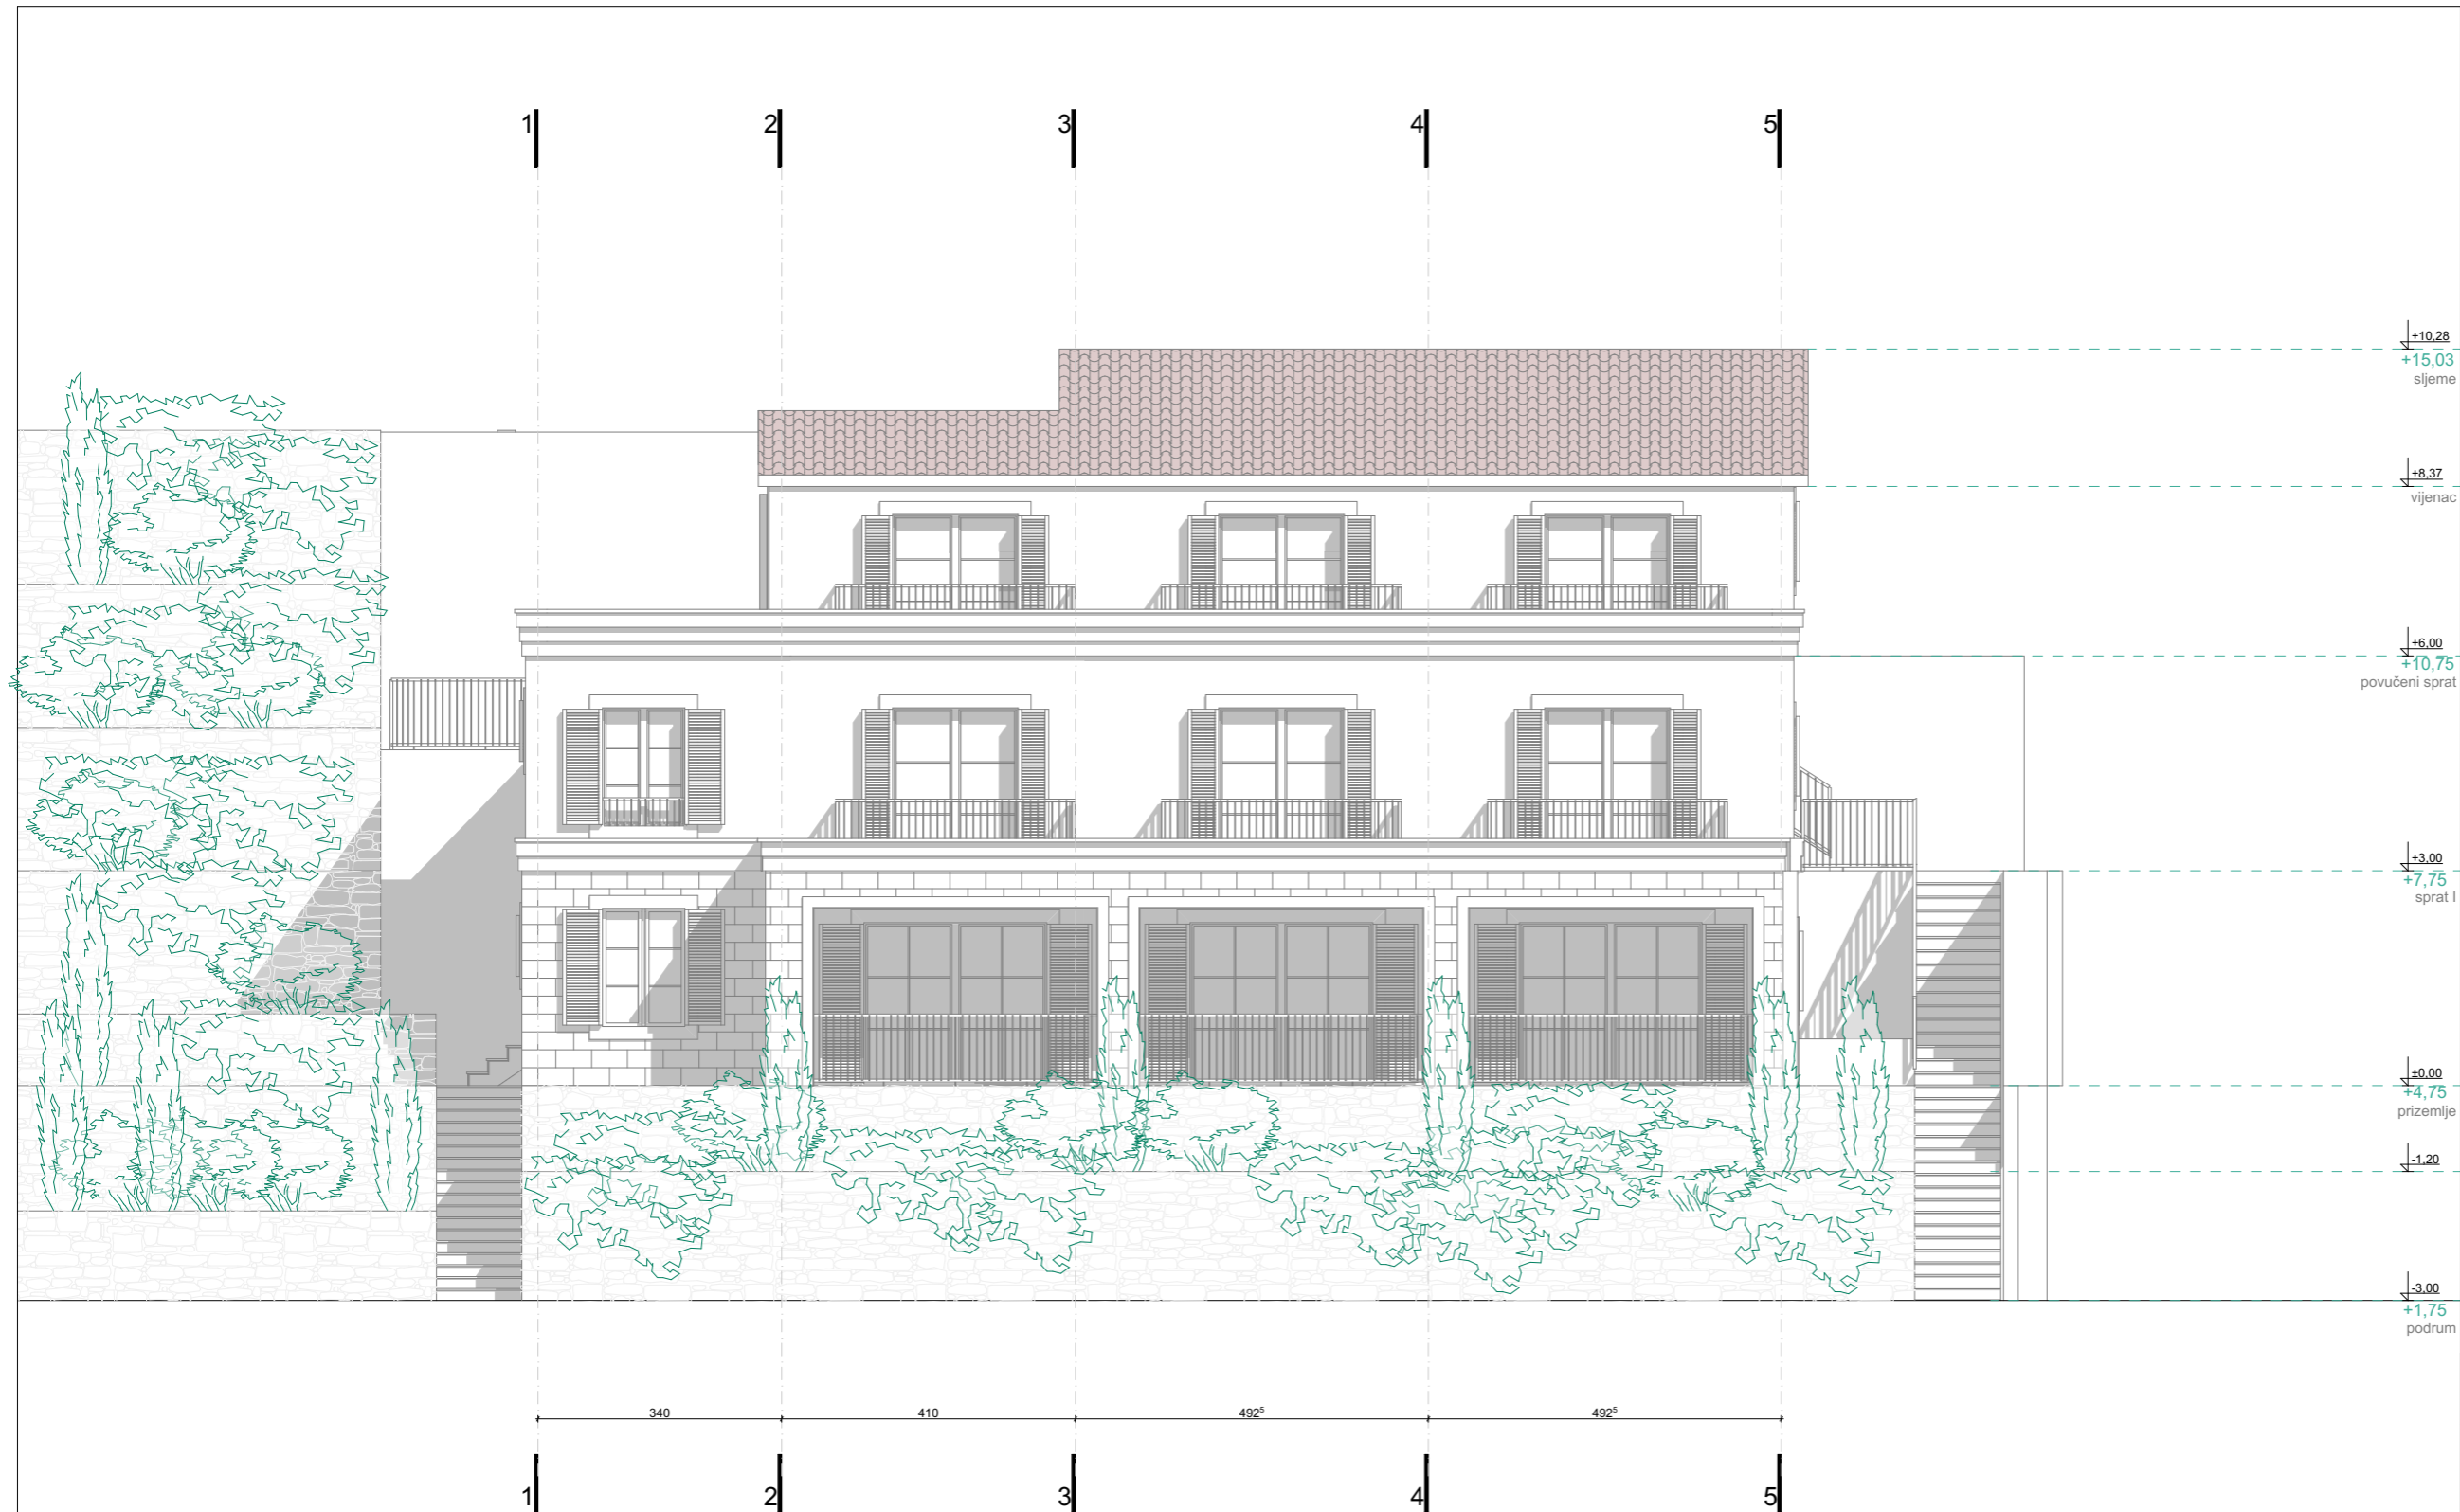 1 2 3 4 5
+10,28
+15,03
sljeme
+8,37
vijenac
+6,00
+10,75
povučeni sprat
+3,00
+7,75
sprat I
±0,00
+4,75
prizemlje
-1,20
-3,00
+1,75
podrum
340 410 492⁵ 492⁵
1 2 3 4 5